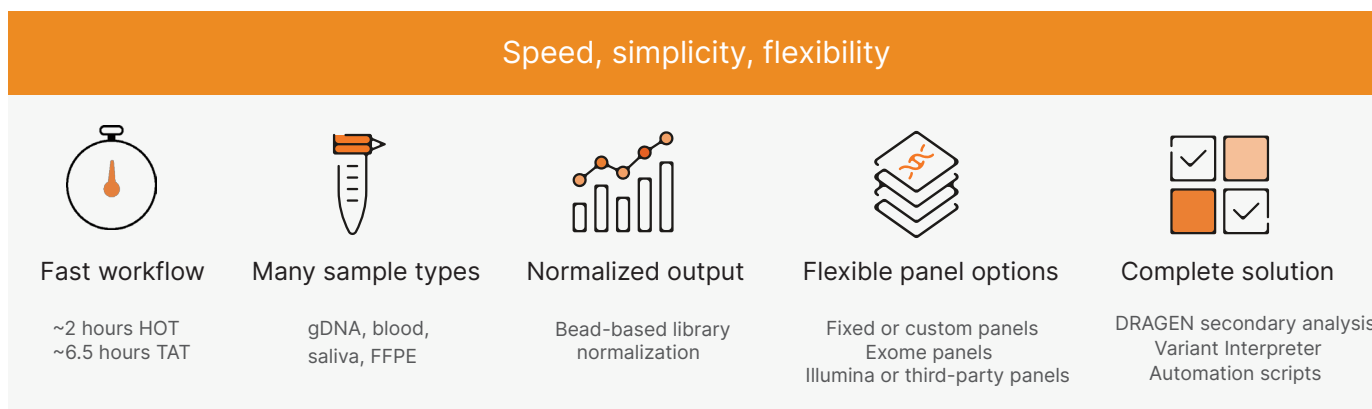 Speed, simplicity, flexibility
Fast workflow
~2 hours HOT
~6.5 hours TAT
Many sample types
gDNA, blood,
saliva, FFPE
Normalized output
Bead-based library
normalization
Flexible panel options
Fixed or custom panels
Exome panels
Illumina or third-party panels
Complete solution
DRAGEN secondary analysis
Variant Interpreter
Automation scripts